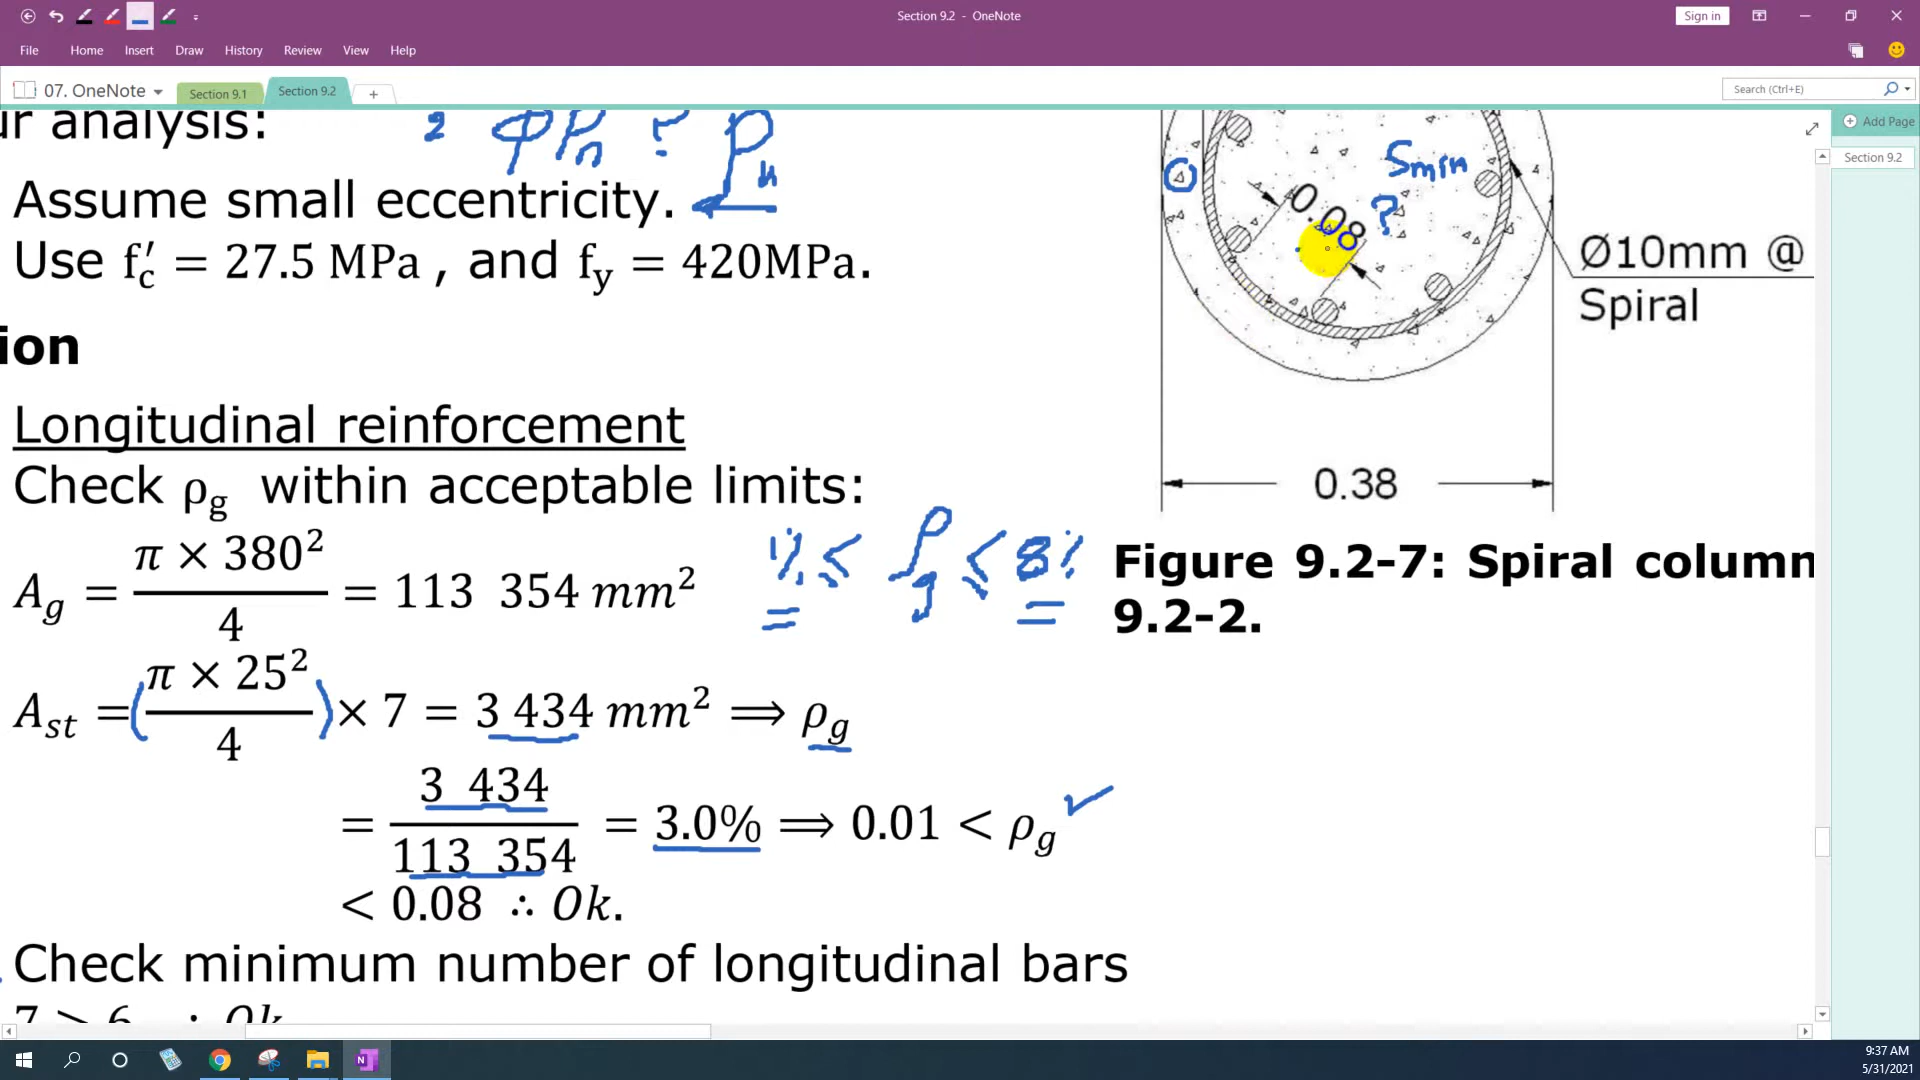 Section 9.2 - OneNote
Sign in
File Home Insert Draw History Review View Help
07. OneNote Section 9.1 Section 9.2 +
Search (Ctrl+E)
Add Page
Section 9.2
ur analysis:
ϕPn ? Pu
Assume small eccentricity.
Use f′c = 27.5 MPa , and fy = 420MPa.
Smin
?
0.08
Ø10mm @
Spiral
ion
Longitudinal reinforcement
Check ρg within acceptable limits:
0.38
Ag = π × 380² / 4 = 113 354 mm²
1% ≤ ρg ≤ 8%
Figure 9.2-7: Spiral column
9.2-2.
Ast = (π × 25² / 4) × 7 = 3 434 mm² ⟹ ρg
= 3 434 / 113 354 = 3.0% ⟹ 0.01 < ρg ✓
< 0.08 ∴ Ok.
Check minimum number of longitudinal bars
7 > 6 ∴ Ok
9:37 AM
5/31/2021